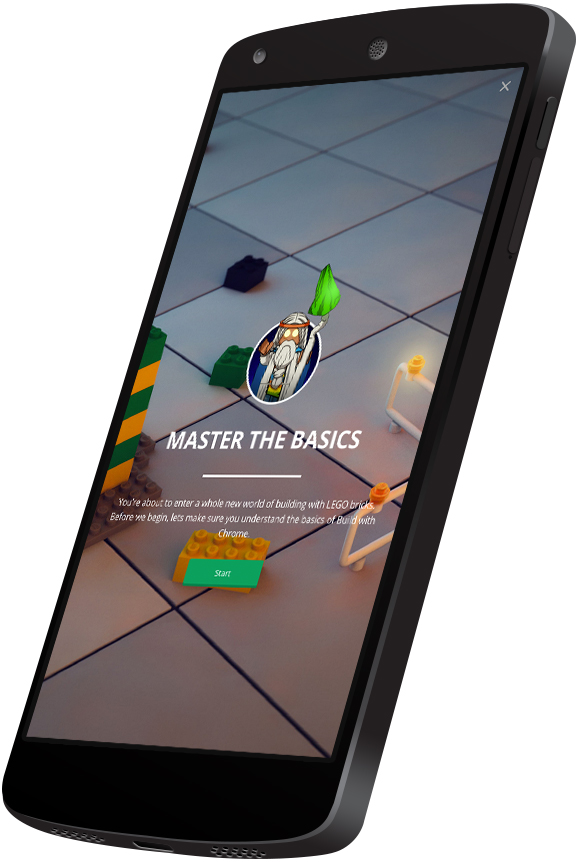 MASTER THE BASICS
You're about to enter a whole new world of building with LEGO bricks.
Before we begin, lets make sure you understand the basics of Build with
Chrome.
Start